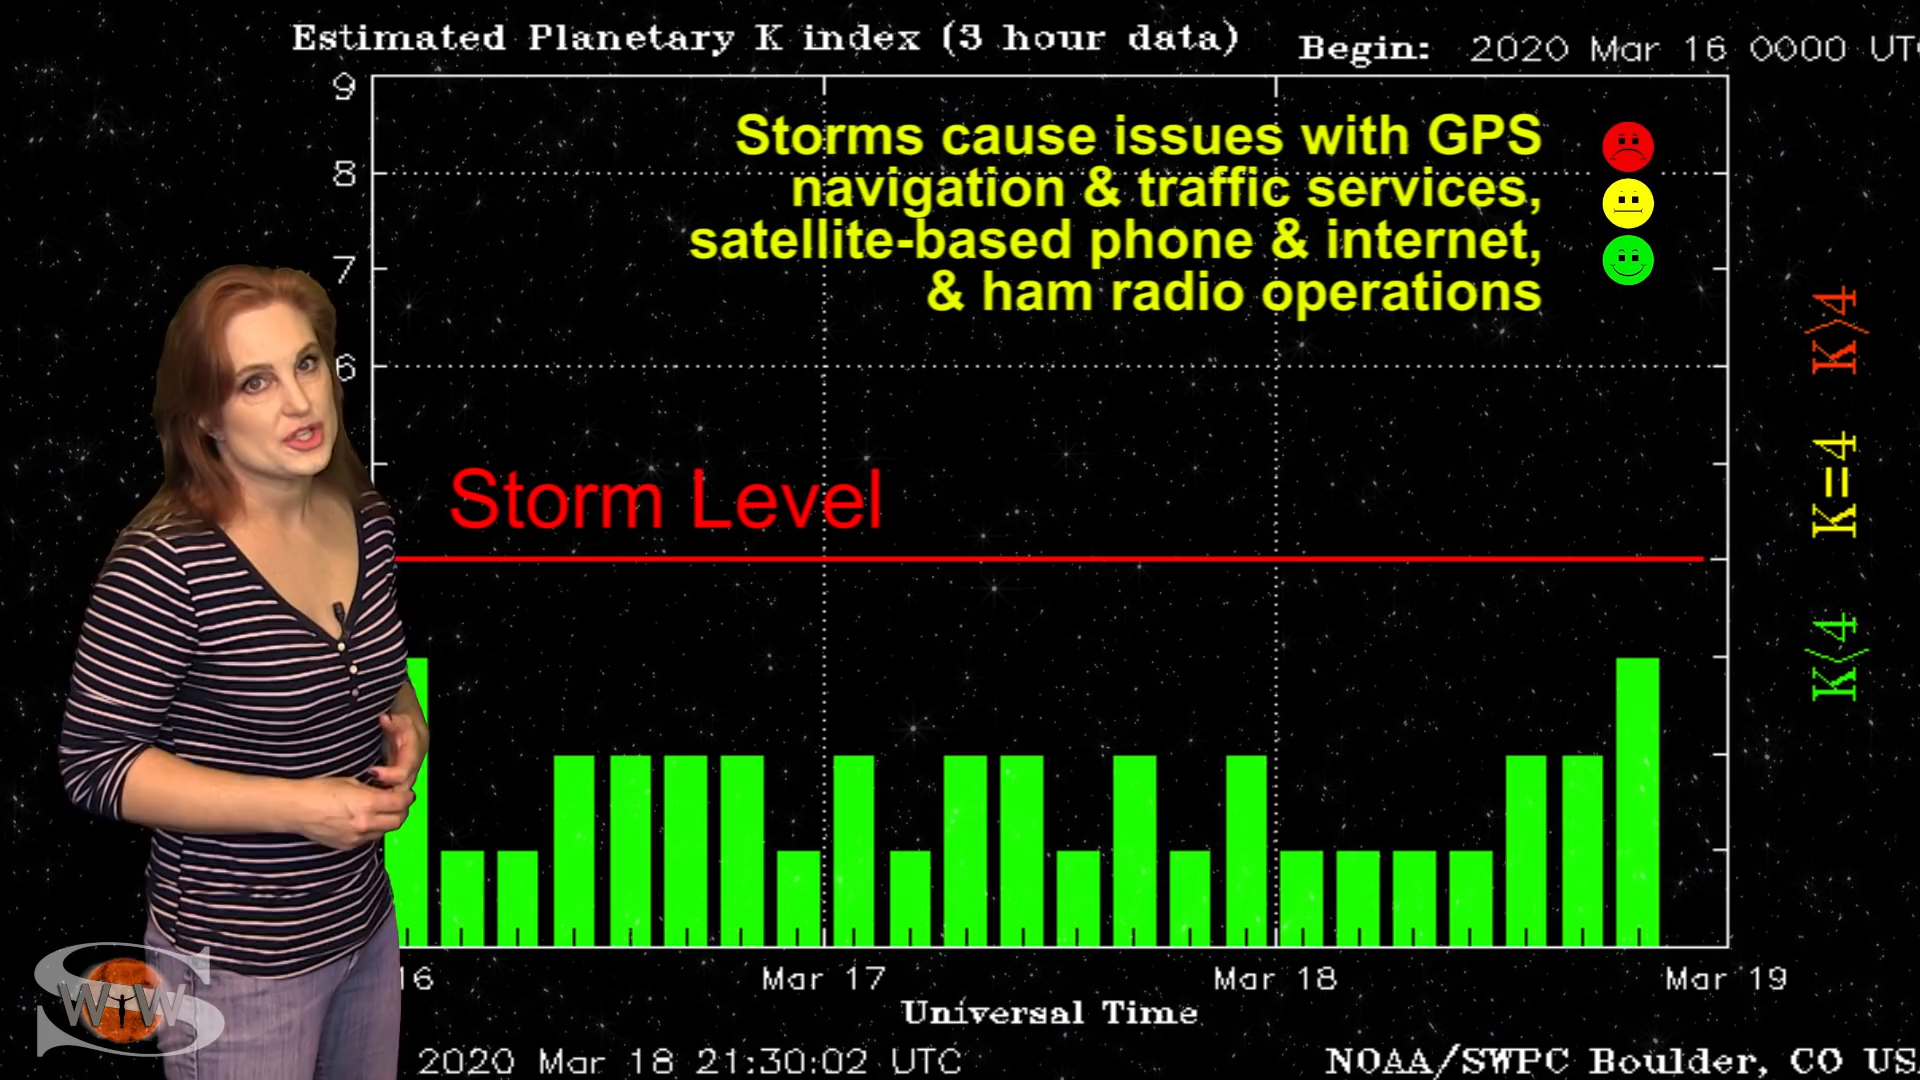 Estimated Planetary K index (3 hour data)
Begin: 2020 Mar 16 0000 UTC
9
8
7
6
Storms cause issues with GPS
navigation & traffic services,
satellite-based phone & internet,
& ham radio operations
Storm Level
K>4
K=4
K<4
16
Mar 17
Mar 18
Mar 19
Universal Time
2020 Mar 18 21:30:02 UTC
NOAA/SWPC Boulder, CO US
SWTW